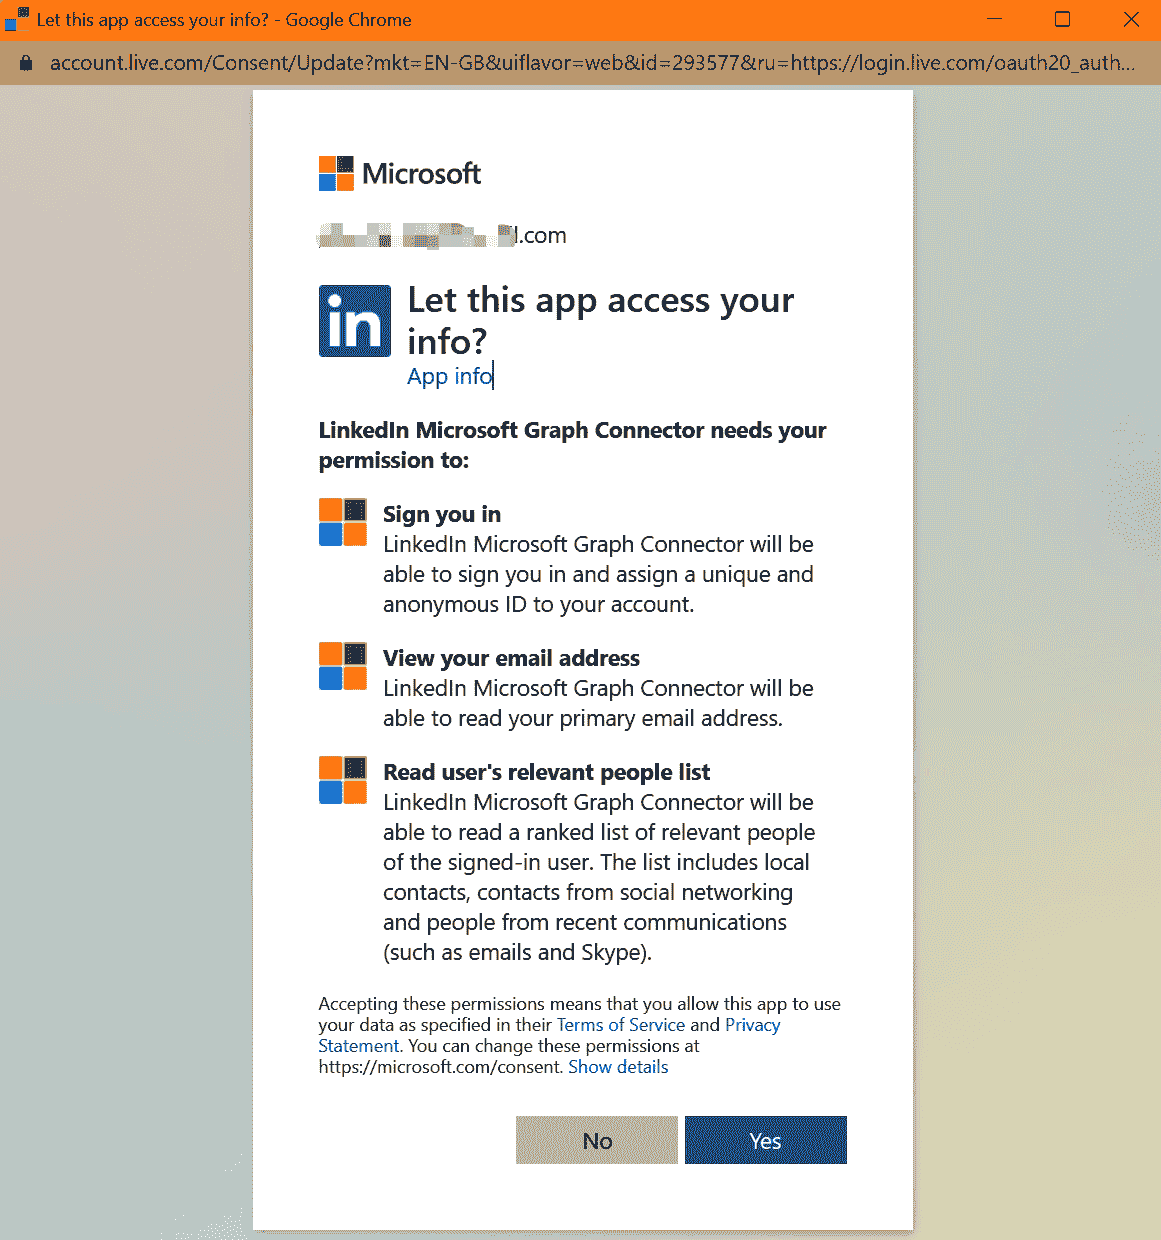 Let this app access your info? - Google Chrome
account.live.com/Consent/Update?mkt=EN-GB&uiflavor=web&id=293577&ru=https://login.live.com/oauth20_auth...
Microsoft
l.com
in
Let this app access your
info?
App info
LinkedIn Microsoft Graph Connector needs your
permission to:
Sign you in
LinkedIn Microsoft Graph Connector will be
able to sign you in and assign a unique and
anonymous ID to your account.
View your email address
LinkedIn Microsoft Graph Connector will be
able to read your primary email address.
Read user's relevant people list
LinkedIn Microsoft Graph Connector will be
able to read a ranked list of relevant people
of the signed-in user. The list includes local
contacts, contacts from social networking
and people from recent communications
(such as emails and Skype).
Accepting these permissions means that you allow this app to use
your data as specified in their Terms of Service and Privacy
Statement. You can change these permissions at
https://microsoft.com/consent. Show details
No Yes